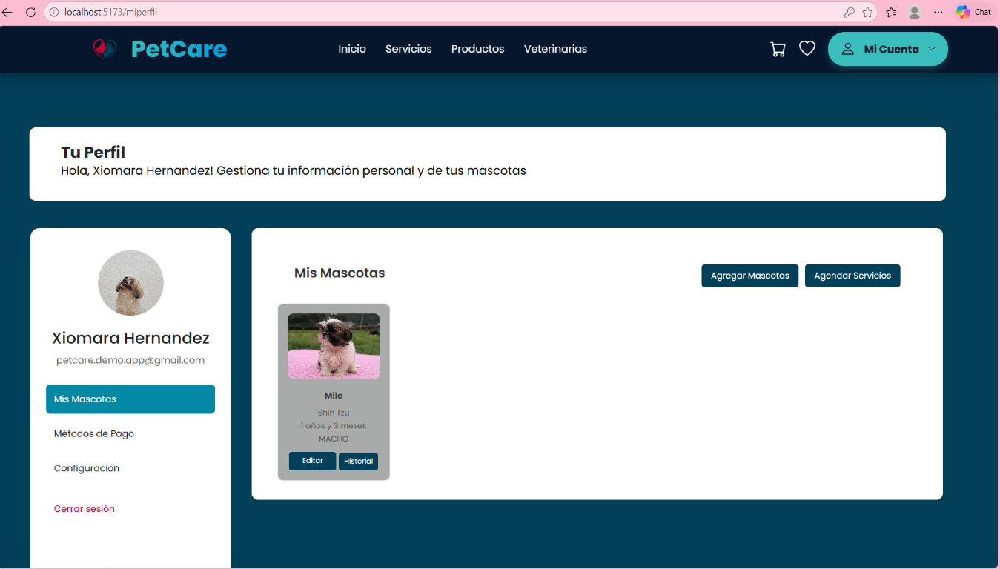 localhost:5173/miperfil
Chat
PetCare
Inicio Servicios Productos Veterinarias
Mi Cuenta
Tu Perfil
Hola, Xiomara Hernandez! Gestiona tu información personal y de tus mascotas
Xiomara Hernandez
petcare.demo.app@gmail.com
Mis Mascotas
Métodos de Pago
Configuración
Cerrar sesión
Mis Mascotas
Agregar Mascotas Agendar Servicios
Milo
Shih Tzu
1 años y 3 meses
MACHO
Editar Historial